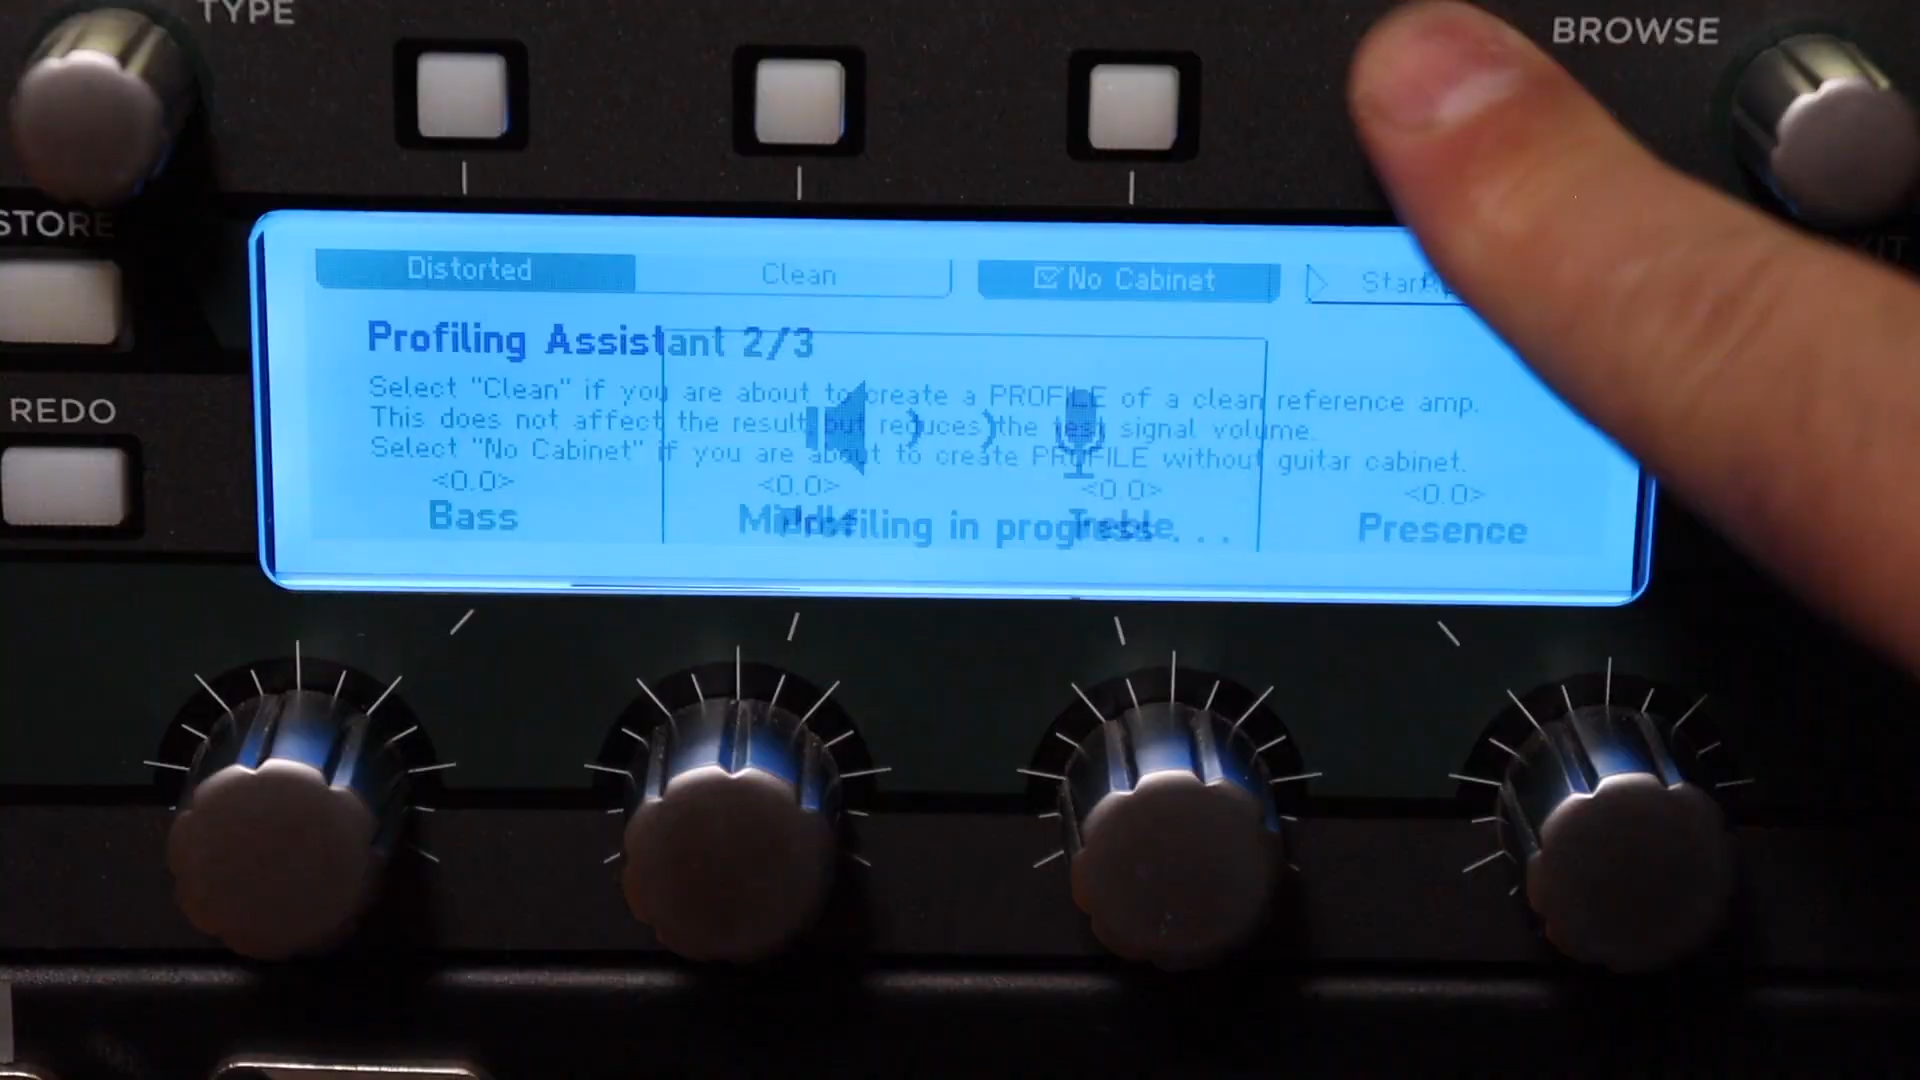 TYPE
BROWSE
STORE
REDO
Distorted
Clean
No Cabinet
Profiling Assistant 2/3
Select "Clean" if you are about to create a PROFILE of a clean reference amp.
This does not affect the result but reduces the test signal volume.
Select "No Cabinet" if you are about to create PROFILE without guitar cabinet.
<0.0>
<0.0>
<0.0>
<0.0>
Bass
Middle
Profiling in progress...
Treble
Presence